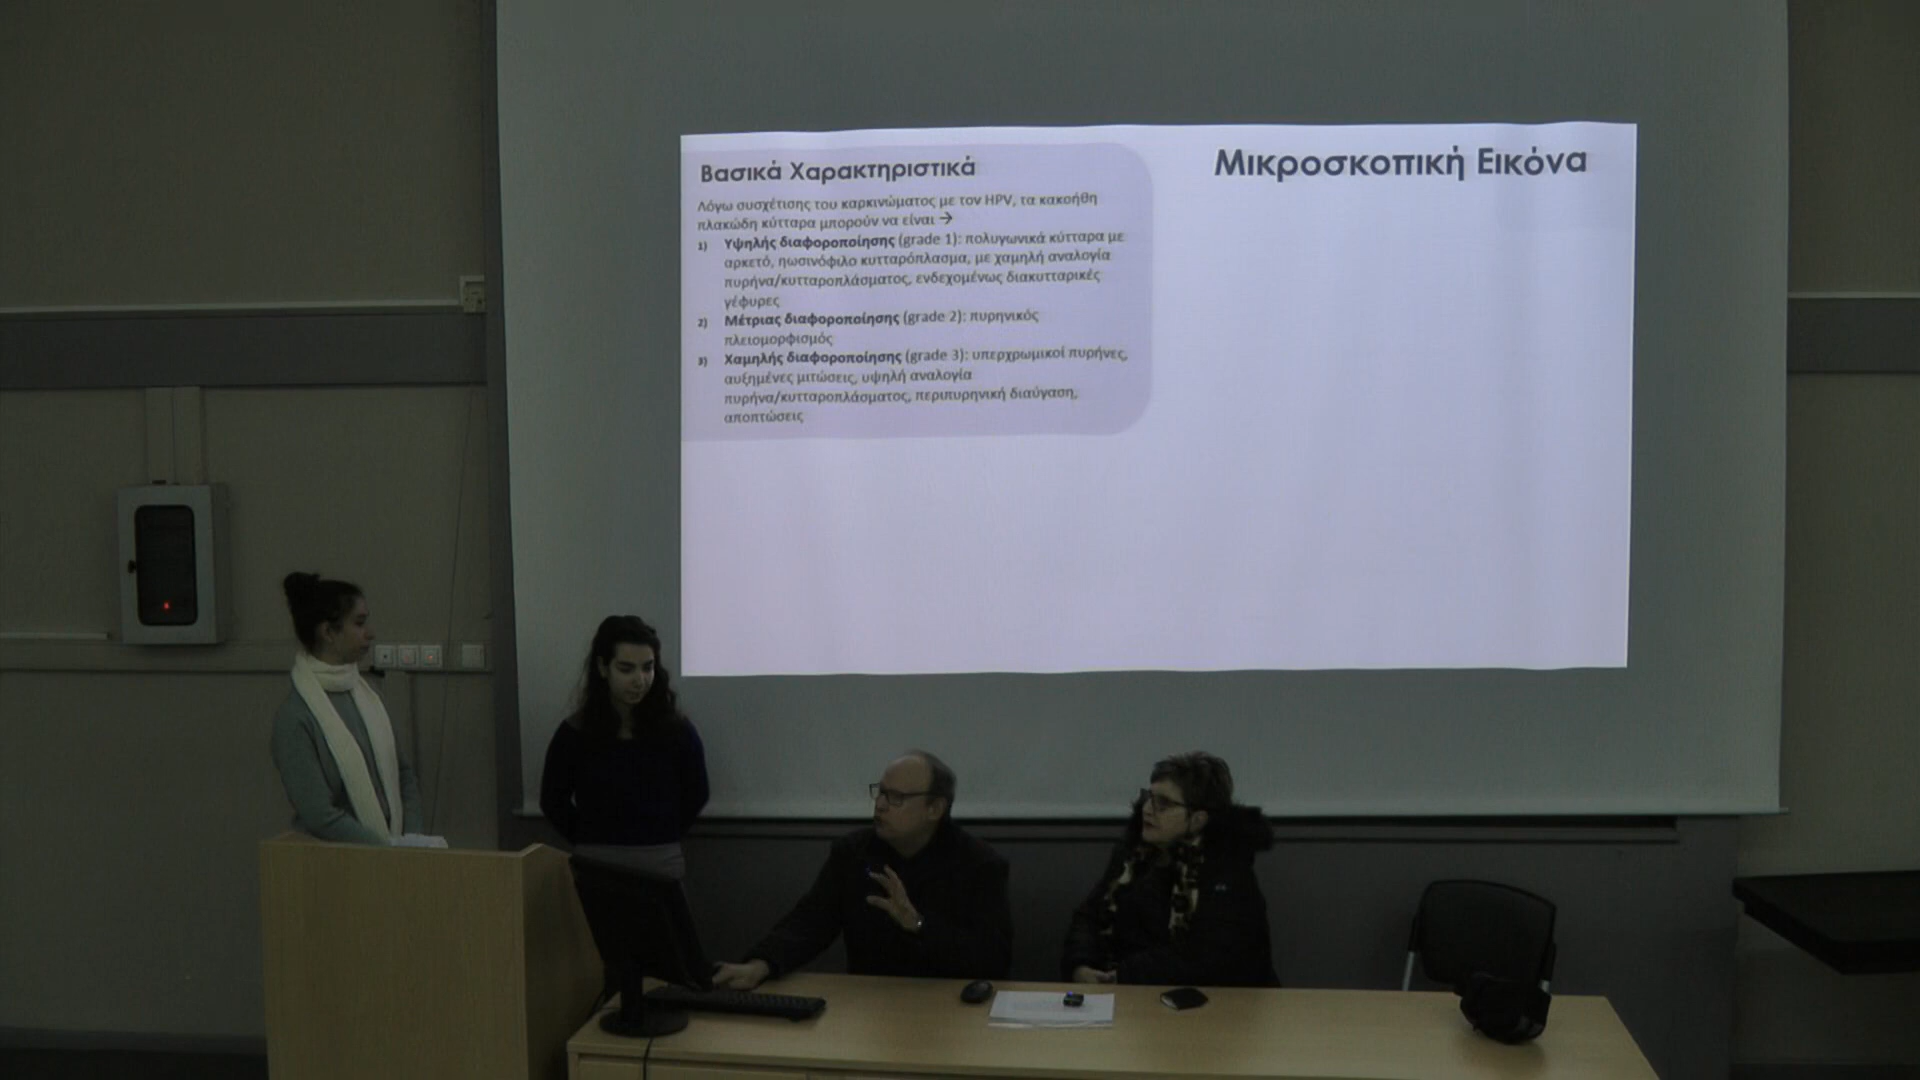 Μικροσκοπική Εικόνα
Βασικά Χαρακτηριστικά
Λόγω συσχέτισης του καρκινώματος με τον HPV, τα κακοήθη
πλακώδη κύτταρα μπορούν να είναι →
1) Υψηλής διαφοροποίησης (grade 1): πολυγωνικά κύτταρα με
αρκετό, ηωσινόφιλο κυτταρόπλασμα, με χαμηλή αναλογία
πυρήνα/κυτταροπλάσματος, ενδεχομένως διακυτταρικές
γέφυρες
2) Μέτριας διαφοροποίησης (grade 2): πυρηνικός
πλειομορφισμός
3) Χαμηλής διαφοροποίησης (grade 3): υπερχρωμικοί πυρήνες,
αυξημένες μιτώσεις, υψηλή αναλογία
πυρήνα/κυτταροπλάσματος, περιπυρηνική διαύγαση,
αποπτώσεις